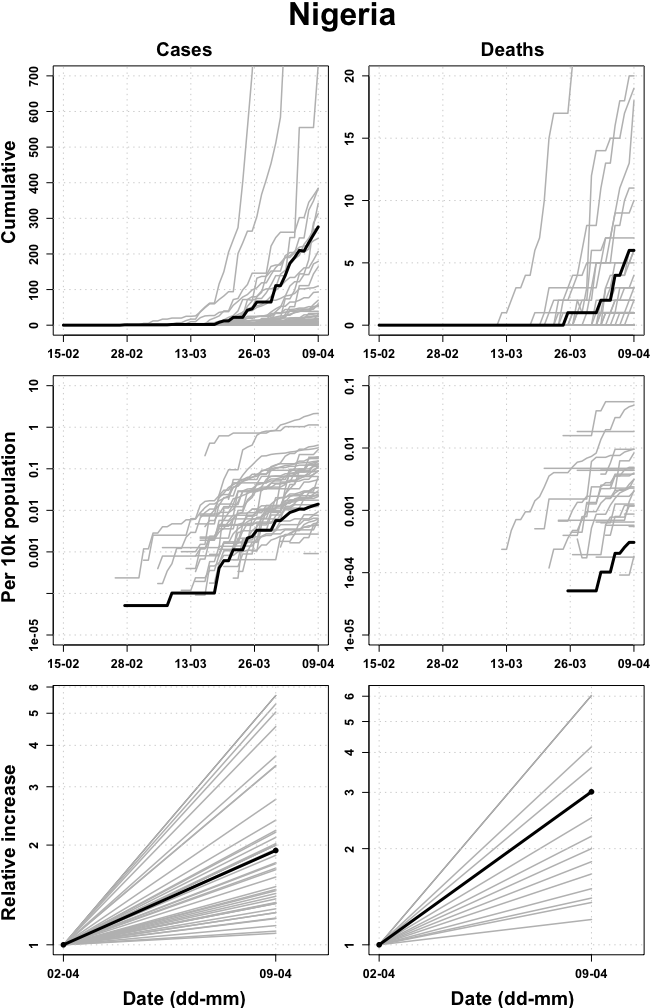 Nigeria
Cases
Deaths
Cumulative
700
600
500
400
300
200
100
0
15-02 28-02 13-03 26-03 09-04
20
15
10
5
0
15-02 28-02 13-03 26-03 09-04
Per 10k population
10
1
0.1
0.01
0.001
1e-05
15-02 28-02 13-03 26-03 09-04
0.1
0.01
0.001
1e-04
1e-05
15-02 28-02 13-03 26-03 09-04
Relative increase
6
5
4
3
2
1
02-04 09-04
Date (dd-mm)
6
5
4
3
2
1
02-04 09-04
Date (dd-mm)